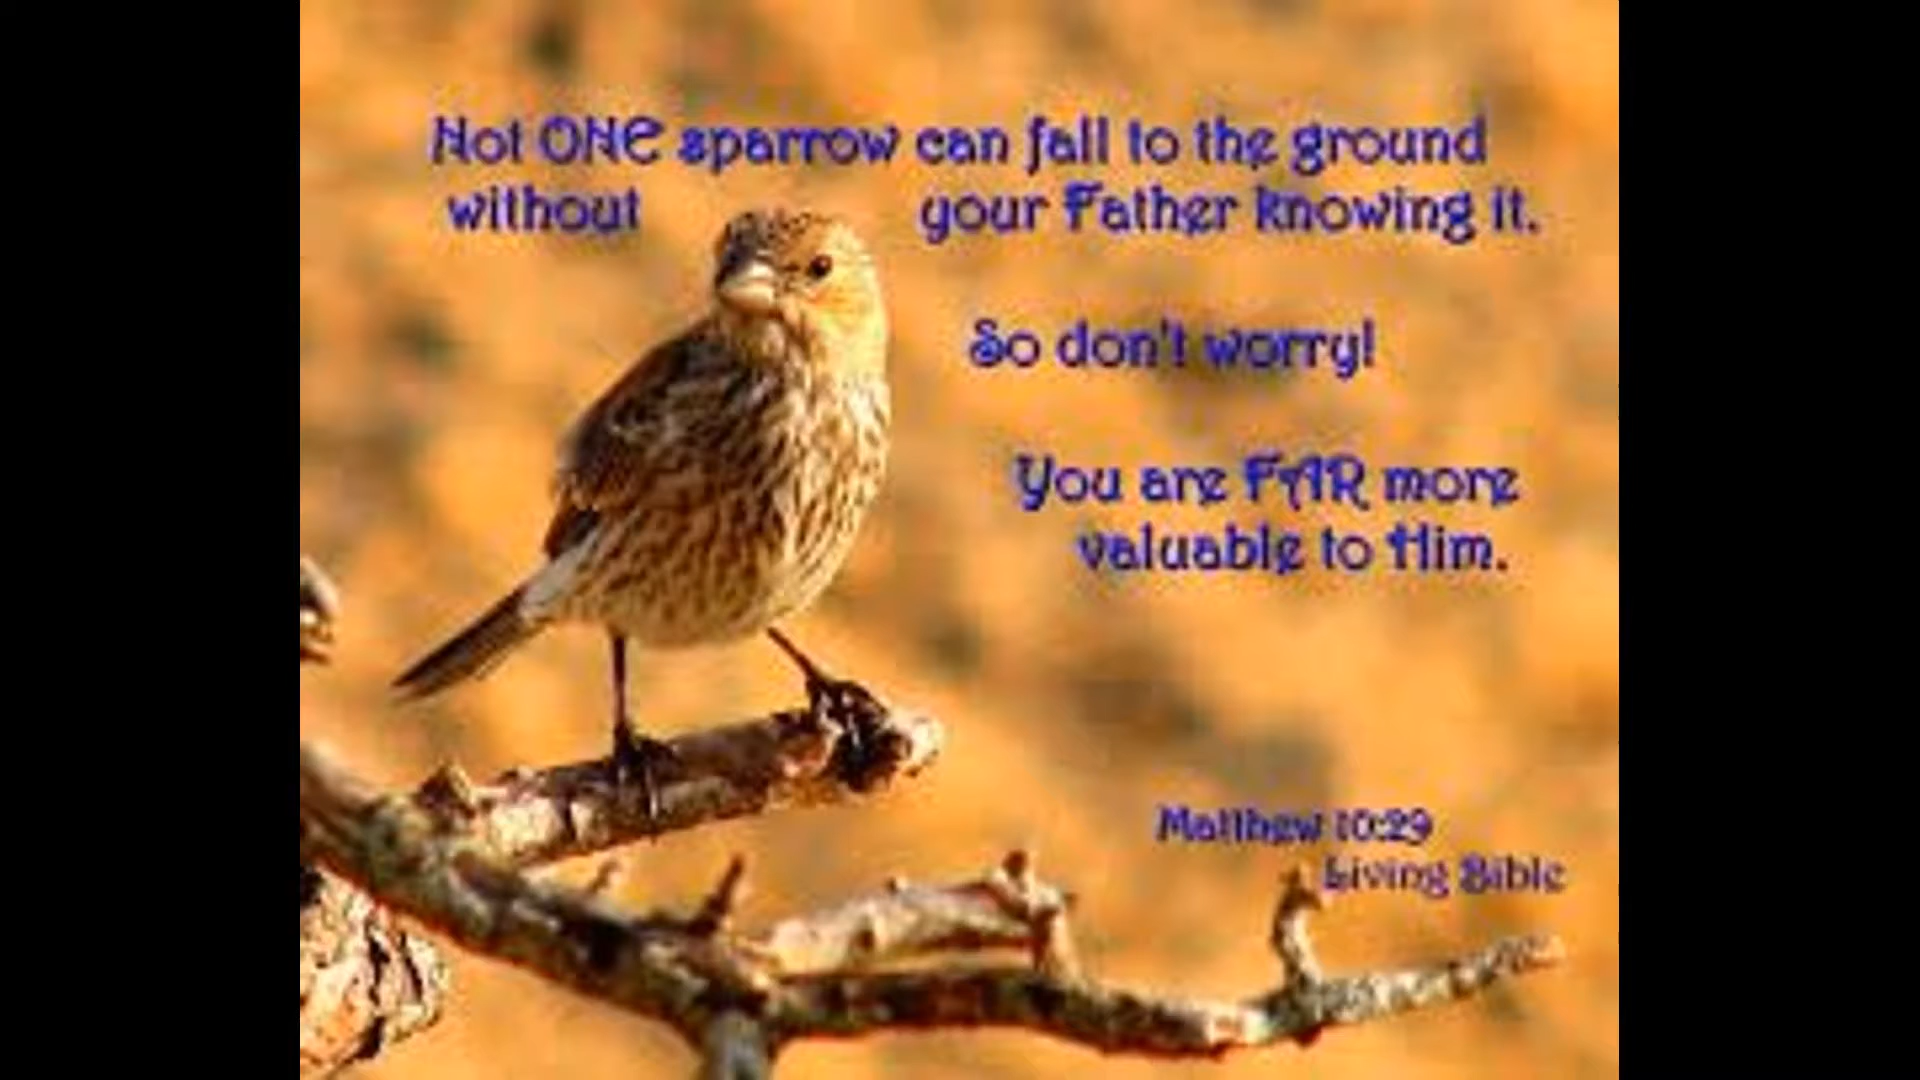 Not ONE sparrow can fall to the ground
without your Father knowing it.
So don't worry!
You are FAR more
valuable to Him.
Matthew 10:29
Living Bible